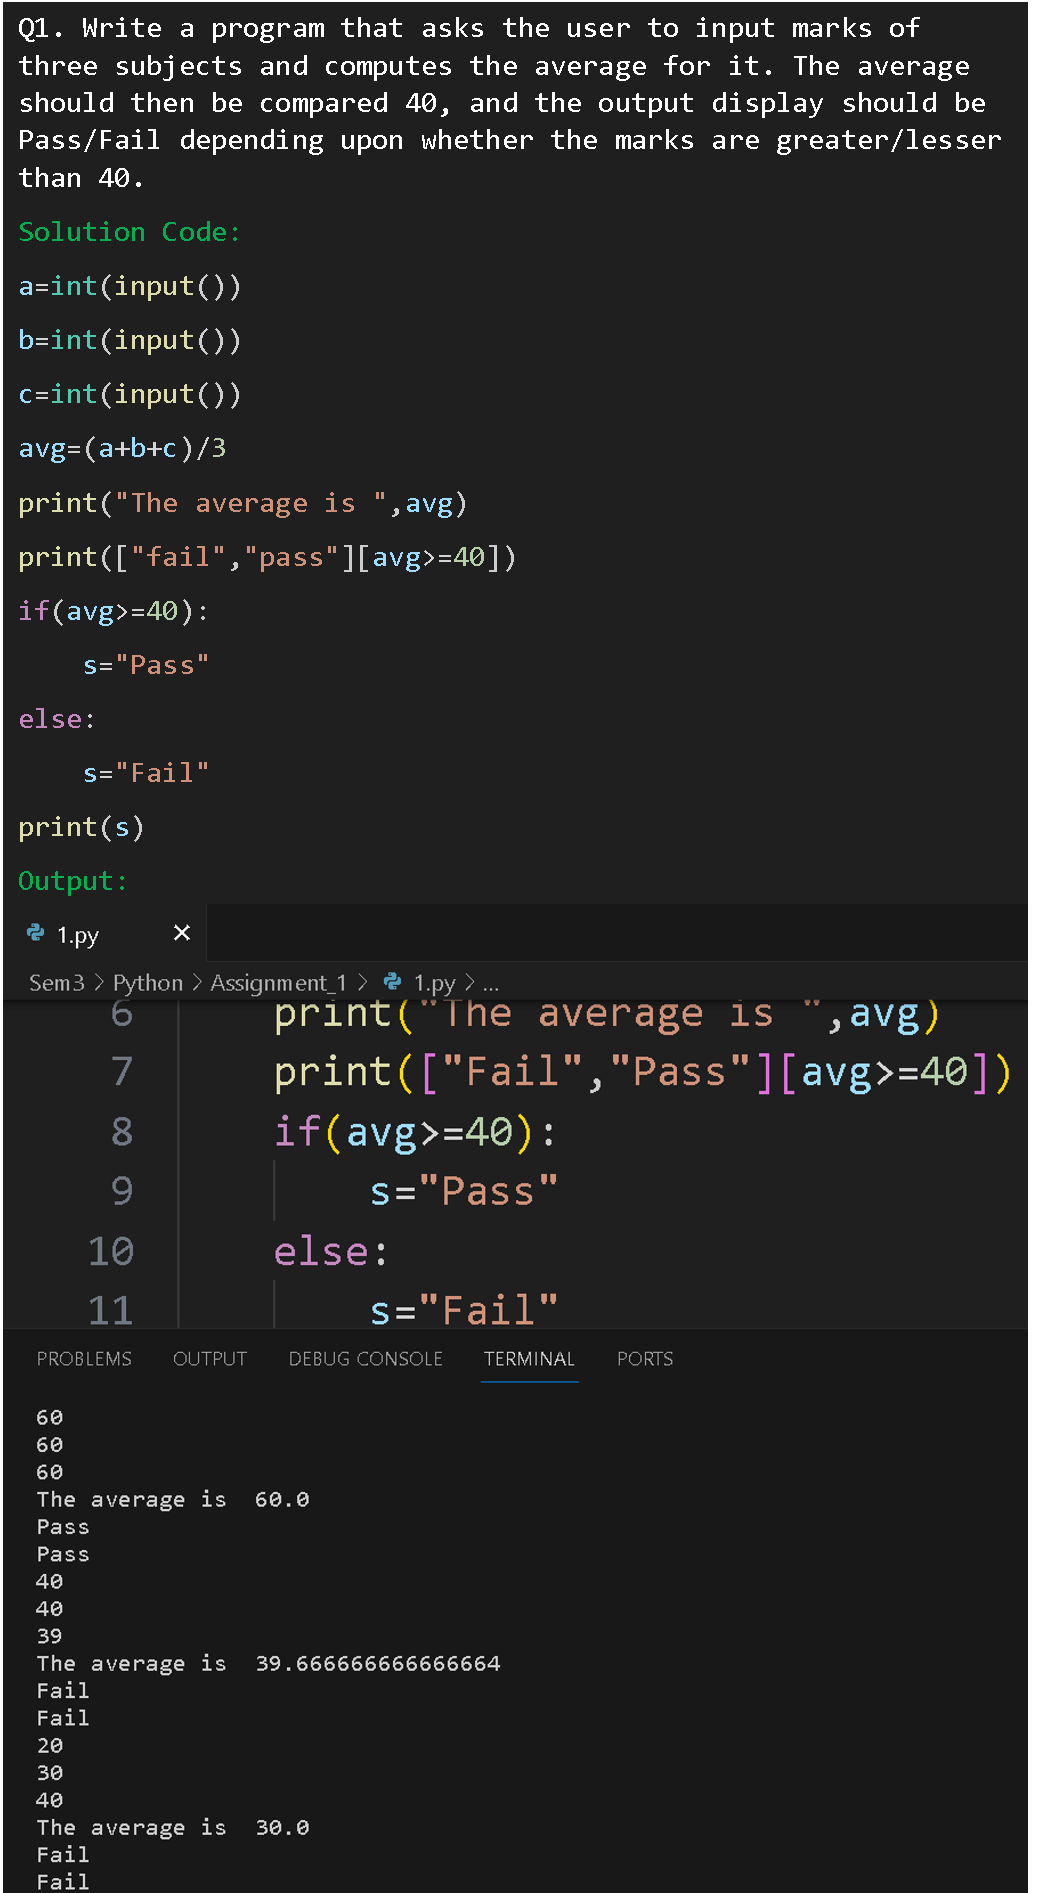 Q1. Write a program that asks the user to input marks of
three subjects and computes the average for it. The average
should then be compared 40, and the output display should be
Pass/Fail depending upon whether the marks are greater/lesser
than 40.
Solution Code:
a=int(input())
b=int(input())
c=int(input())
avg=(a+b+c)/3
print("The average is ",avg)
print(["fail","pass"][avg>=40])
if(avg>=40):
    s="Pass"
else:
    s="Fail"
print(s)
Output:
1.py ×
Sem3 > Python > Assignment_1 > 1.py > ...
6 print("The average is ",avg)
7 print(["Fail","Pass"][avg>=40])
8 if(avg>=40):
9     s="Pass"
10 else:
11     s="Fail"
PROBLEMS OUTPUT DEBUG CONSOLE TERMINAL PORTS
60
60
60
The average is  60.0
Pass
Pass
40
40
39
The average is  39.666666666666664
Fail
Fail
20
30
40
The average is  30.0
Fail
Fail